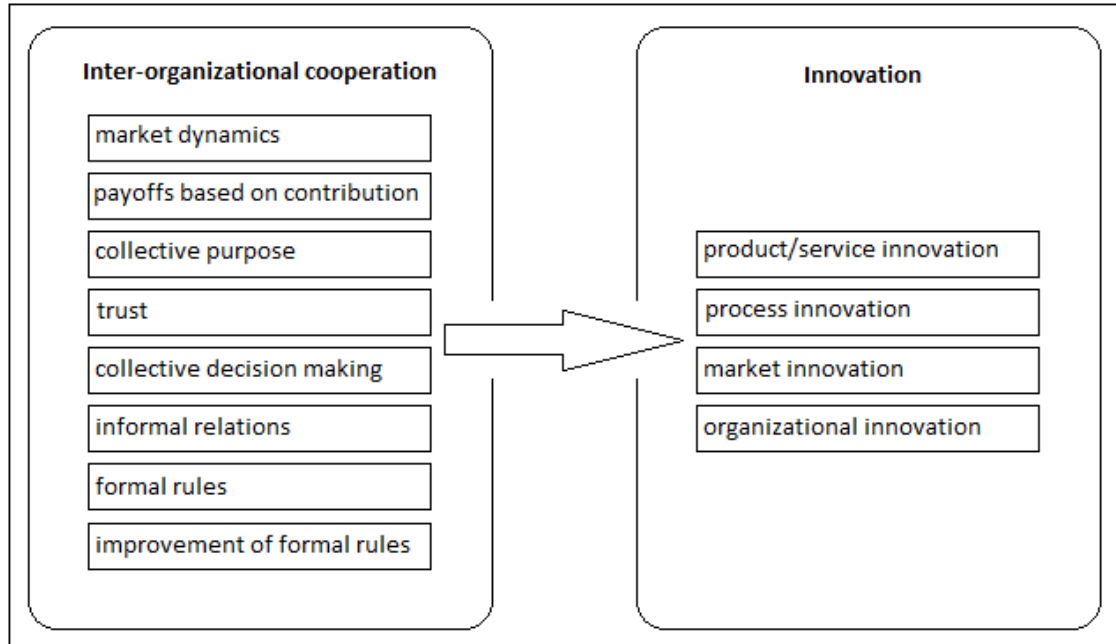 Inter-organizational cooperation
market dynamics
payoffs based on contribution
collective purpose
trust
collective decision making
informal relations
formal rules
improvement of formal rules
Innovation
product/service innovation
process innovation
market innovation
organizational innovation